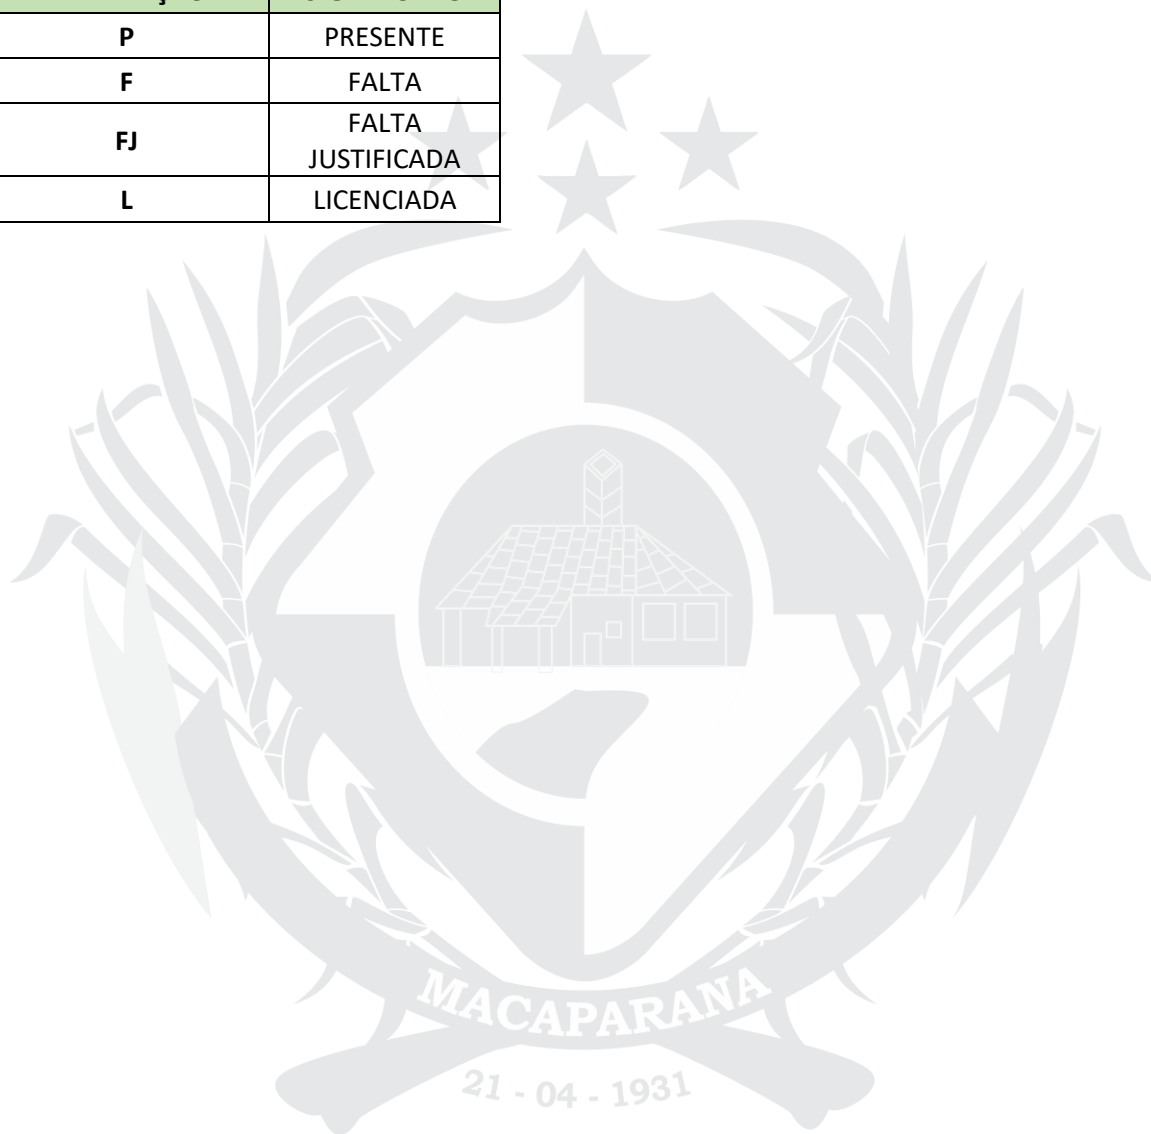 P PRESENTE
F FALTA
FJ FALTA
JUSTIFICADA
L LICENCIADA
MACAPARANA
21 - 04 - 1931